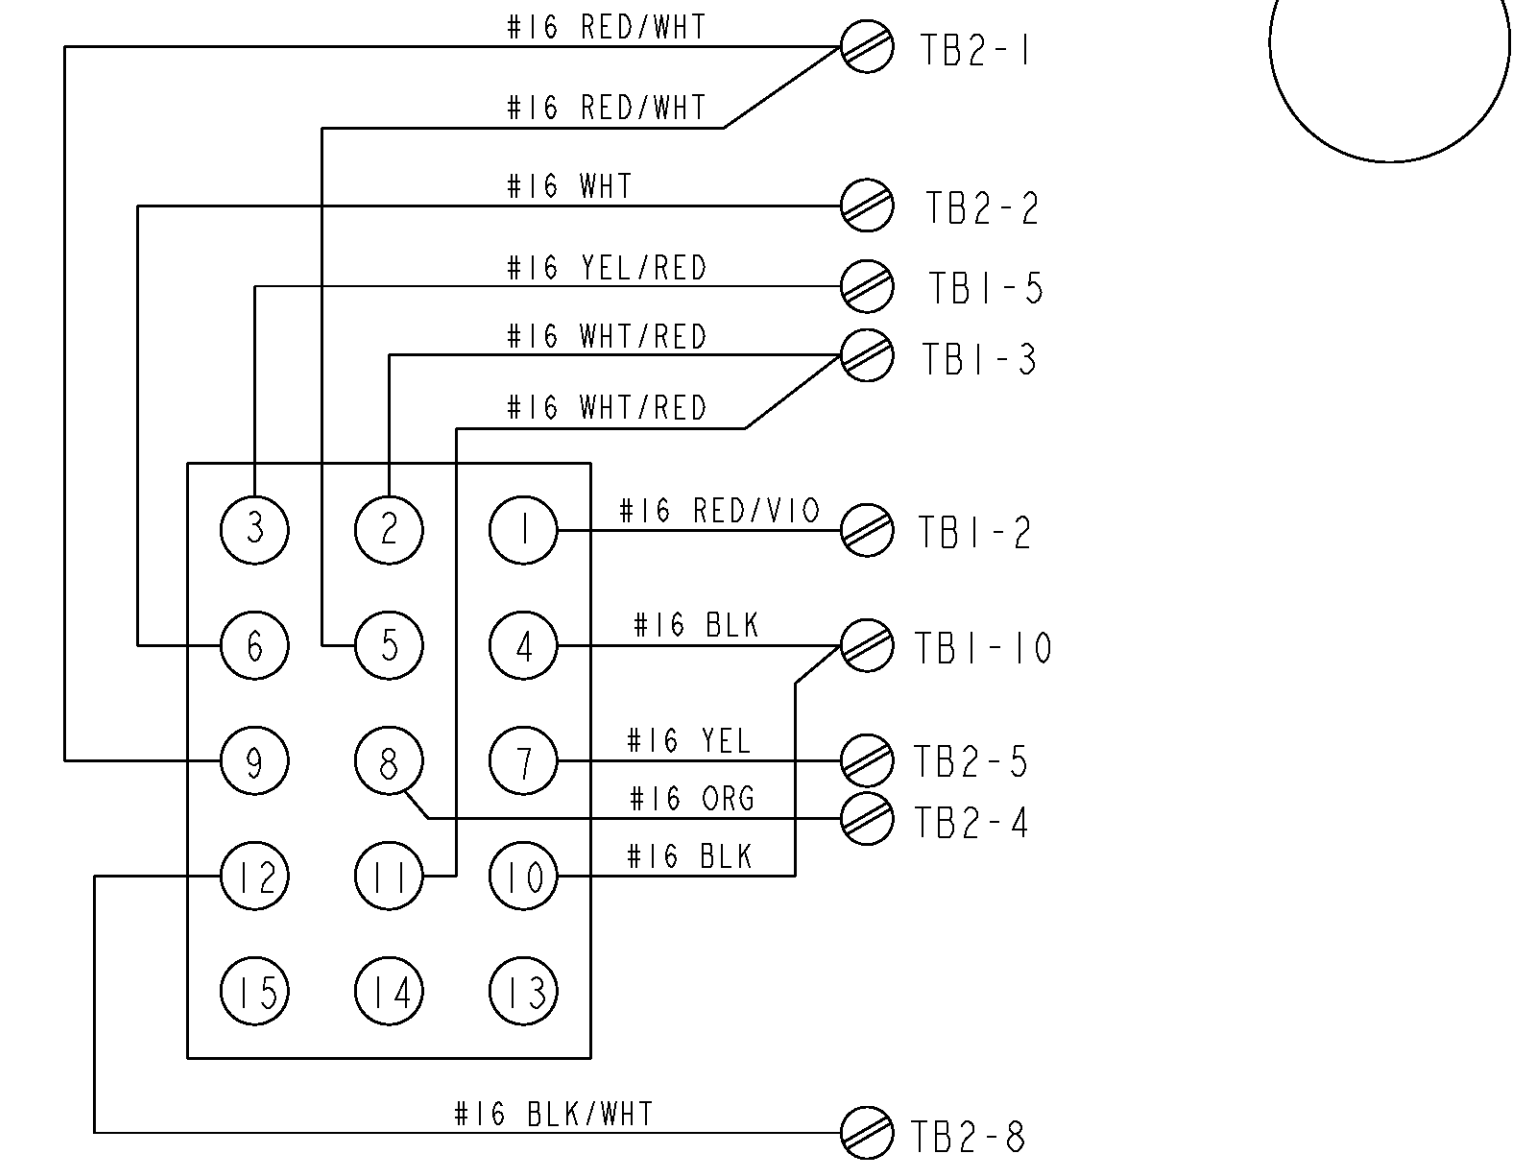 #16 RED/WHT
TB2-1
#16 RED/WHT
#16 WHT
TB2-2
#16 YEL/RED
TB1-5
#16 WHT/RED
TB1-3
#16 WHT/RED
3 2 1
#16 RED/VIO
TB1-2
6 5 4
#16 BLK
TB1-10
9 8 7
#16 YEL
TB2-5
#16 ORG
TB2-4
12 11 10
#16 BLK
15 14 13
#16 BLK/WHT
TB2-8